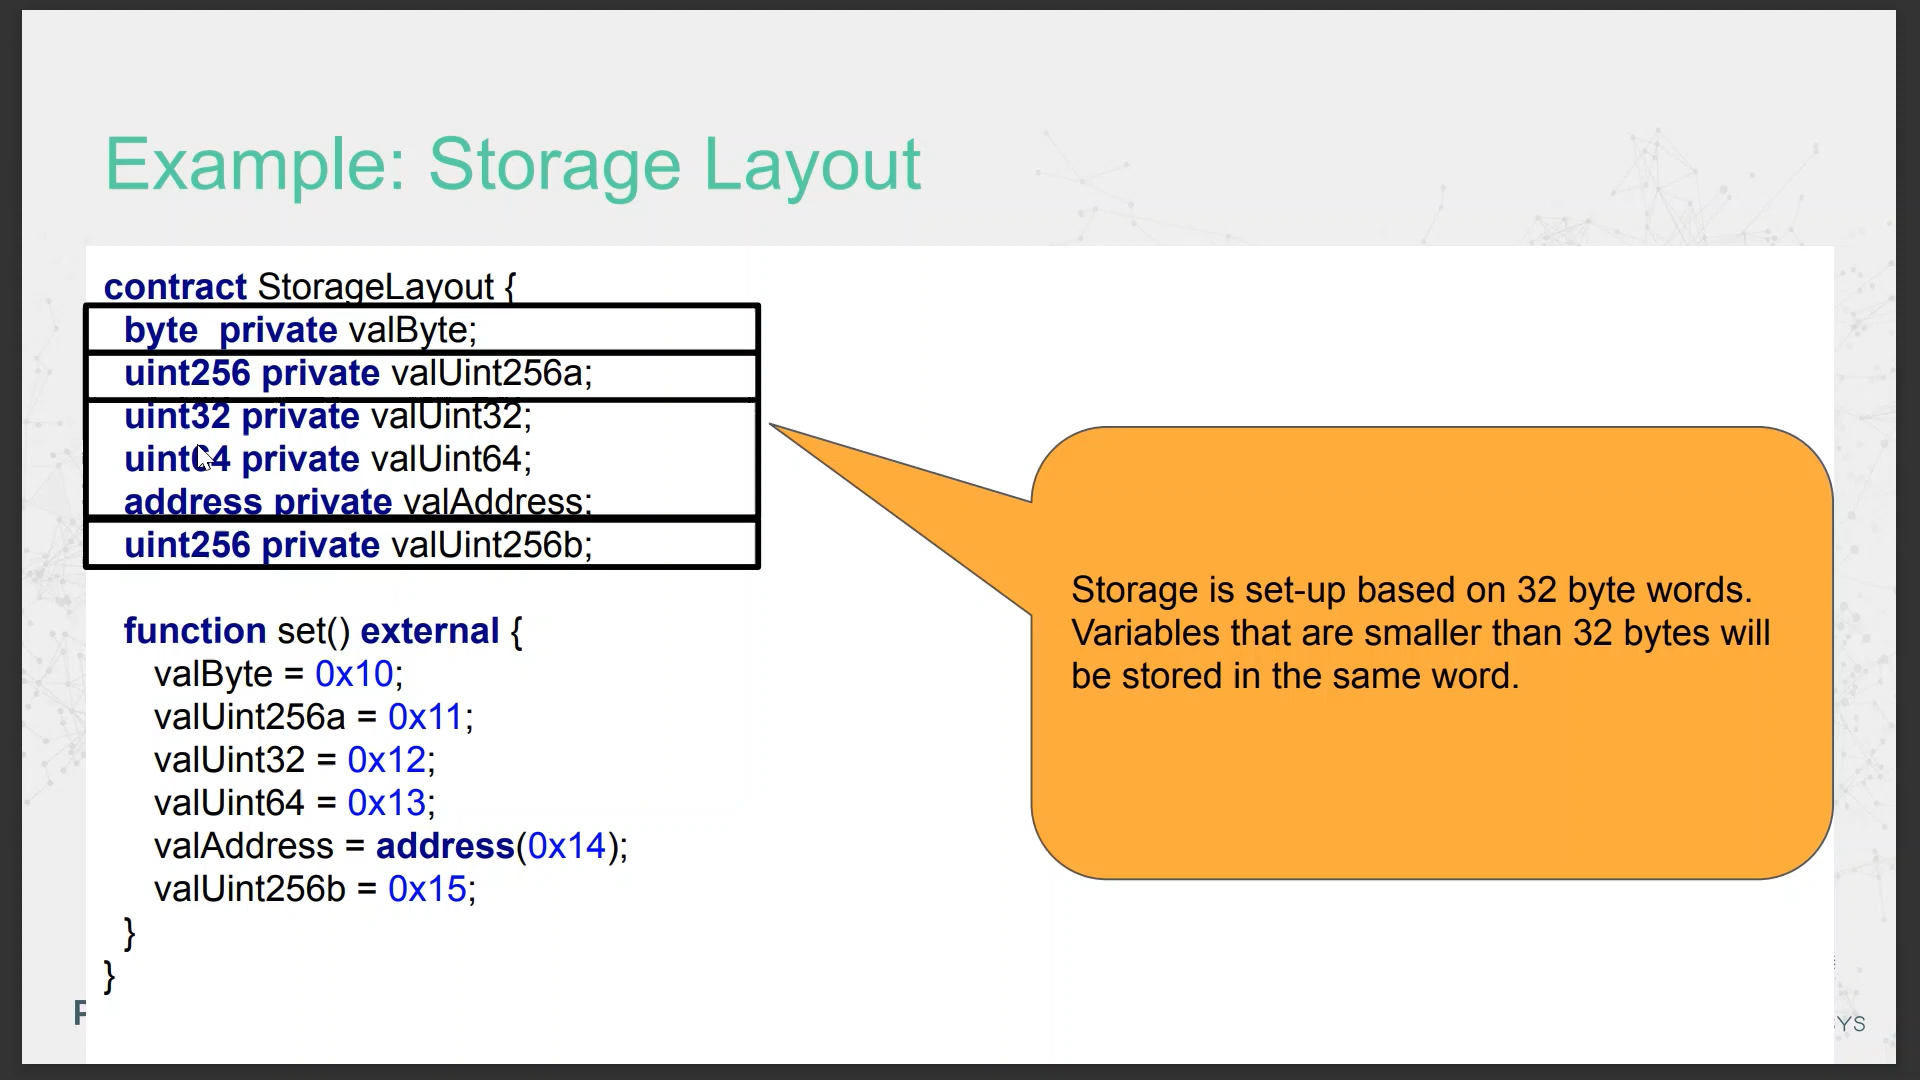 Example: Storage Layout
contract StorageLayout {
byte  private valByte;
uint256 private valUint256a;
uint32 private valUint32;
uint64 private valUint64;
address private valAddress;
uint256 private valUint256b;
function set() external {
valByte = 0x10;
valUint256a = 0x11;
valUint32 = 0x12;
valUint64 = 0x13;
valAddress = address(0x14);
valUint256b = 0x15;
}
}
Storage is set-up based on 32 byte words.
Variables that are smaller than 32 bytes will
be stored in the same word.